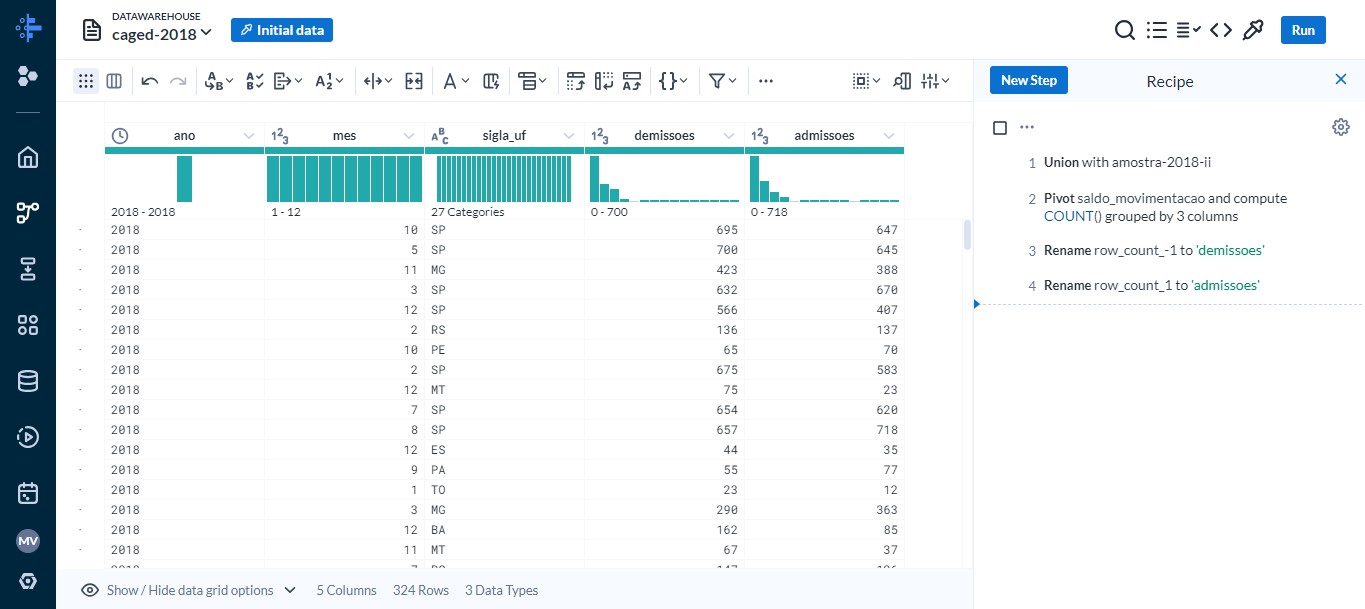 DATAWAREHOUSE
caged-2018
Initial data
Run
New Step
Recipe
ano mes sigla_uf demissoes admissoes
2018 - 2018 1 - 12 27 Categories 0 - 700 0 - 718
2018 10 SP 695 647
2018 5 SP 700 645
2018 11 MG 423 388
2018 3 SP 632 670
2018 12 SP 566 407
2018 2 RS 136 137
2018 10 PE 65 70
2018 2 SP 675 583
2018 12 MT 75 23
2018 7 SP 654 620
2018 8 SP 657 718
2018 12 ES 44 35
2018 9 PA 55 77
2018 1 TO 23 12
2018 3 MG 290 363
2018 12 BA 162 85
2018 11 MT 67 37
Show / Hide data grid options 5 Columns 324 Rows 3 Data Types
1 Union with amostra-2018-ii
2 Pivot saldo_movimentacao and compute
COUNT() grouped by 3 columns
3 Rename row_count_-1 to 'demissoes'
4 Rename row_count_1 to 'admissoes'
MV